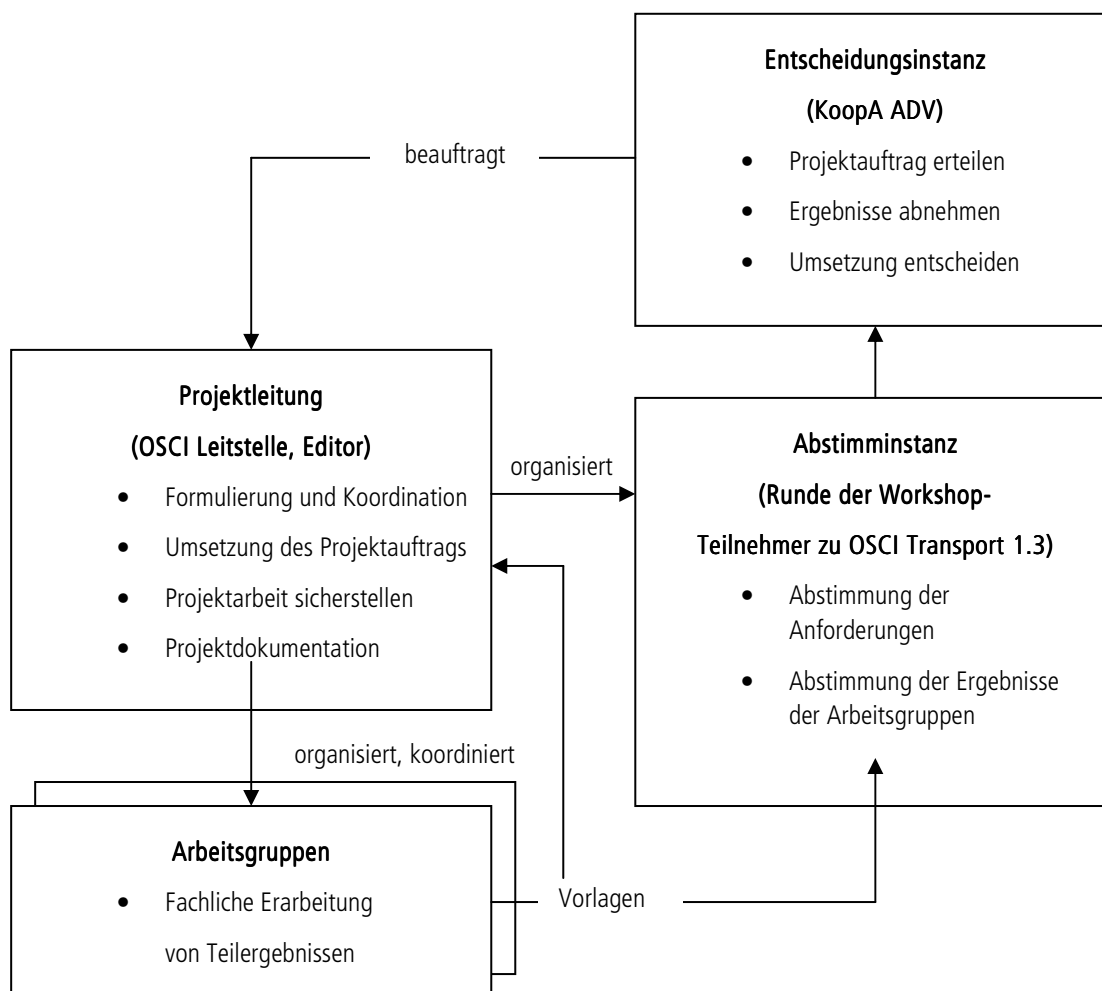 Entscheidungsinstanz
(KoopA ADV)
• Projektauftrag erteilen
• Ergebnisse abnehmen
• Umsetzung entscheiden
beauftragt
Projektleitung
(OSCI Leitstelle, Editor)
• Formulierung und Koordination
• Umsetzung des Projektauftrags
• Projektarbeit sicherstellen
• Projektdokumentation
organisiert
Abstimminstanz
(Runde der Workshop-
Teilnehmer zu OSCI Transport 1.3)
• Abstimmung der
Anforderungen
• Abstimmung der Ergebnisse
der Arbeitsgruppen
organisiert, koordiniert
Arbeitsgruppen
• Fachliche Erarbeitung
von Teilergebnissen
Vorlagen